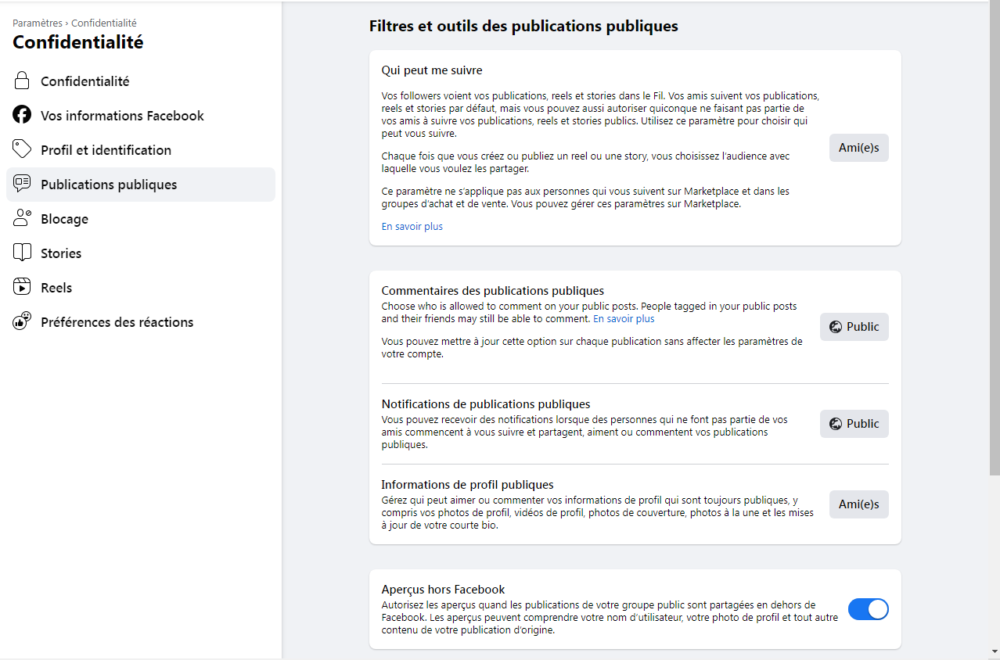 Paramètres › Confidentialité
Confidentialité
Confidentialité
Vos informations Facebook
Profil et identification
Publications publiques
Blocage
Stories
Reels
Préférences des réactions
Filtres et outils des publications publiques
Qui peut me suivre
Vos followers voient vos publications, reels et stories dans le Fil. Vos amis suivent vos publications,
reels et stories par défaut, mais vous pouvez aussi autoriser quiconque ne faisant pas partie de
vos amis à suivre vos publications, reels et stories publics. Utilisez ce paramètre pour choisir qui
peut vous suivre.
Ami(e)s
Chaque fois que vous créez ou publiez un reel ou une story, vous choisissez l'audience avec
laquelle vous voulez les partager.
Ce paramètre ne s’applique pas aux personnes qui vous suivent sur Marketplace et dans les
groupes d’achat et de vente. Vous pouvez gérer ces paramètres sur Marketplace.
En savoir plus
Commentaires des publications publiques
Choose who is allowed to comment on your public posts. People tagged in your public posts
and their friends may still be able to comment. En savoir plus
Public
Vous pouvez mettre à jour cette option sur chaque publication sans affecter les paramètres de
votre compte.
Notifications de publications publiques
Vous pouvez recevoir des notifications lorsque des personnes qui ne font pas partie de vos
amis commencent à vous suivre et partagent, aiment ou commentent vos publications
publiques.
Public
Informations de profil publiques
Gérez qui peut aimer ou commenter vos informations de profil qui sont toujours publiques, y
compris vos photos de profil, vidéos de profil, photos de couverture, photos à la une et les mises
à jour de votre courte bio.
Ami(e)s
Aperçus hors Facebook
Autorisez les aperçus quand les publications de votre groupe public sont partagées en dehors de
Facebook. Les aperçus peuvent comprendre votre nom d’utilisateur, votre photo de profil et tout autre
contenu de votre publication d’origine.